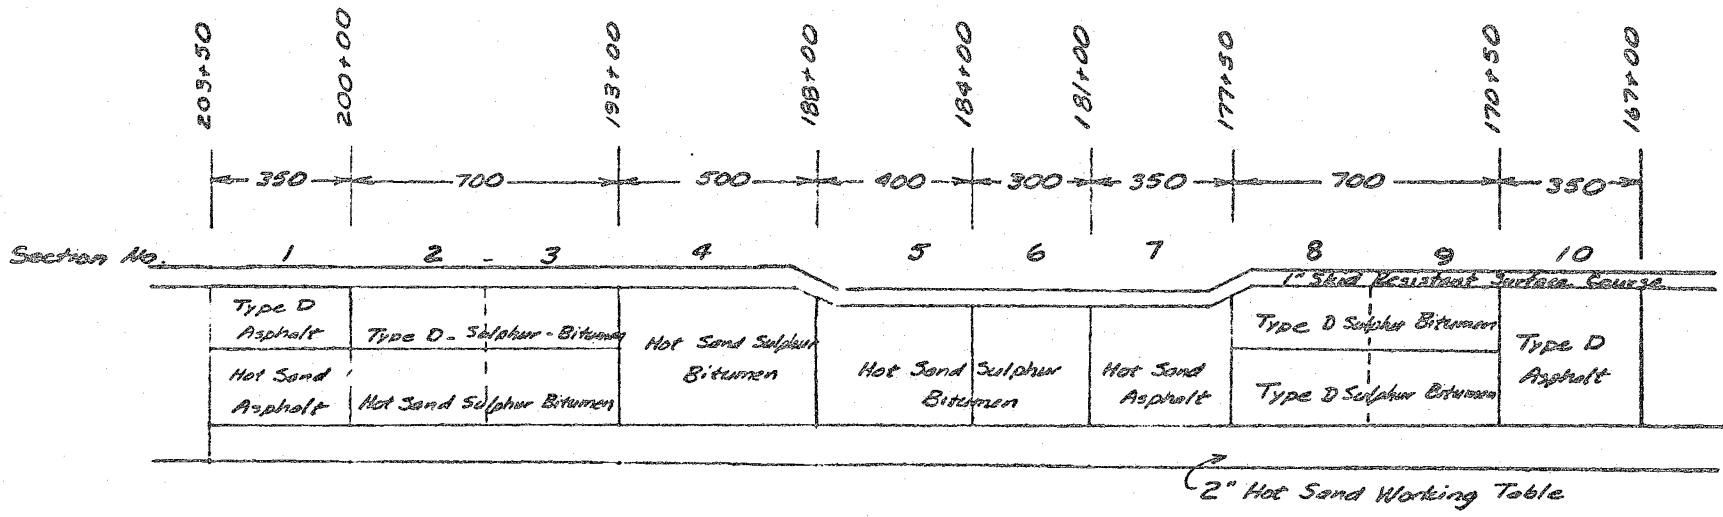 203+50
200+00
193+00
188+00
184+00
181+00
177+50
170+50
167+00
350
700
500
400
300
350
700
350
Section No.
1
2
-
3
4
5
6
7
8
9
10
1" Skid Resistant Surface Course
Type D
Asphalt
Type D - Sulphur - Bitumen
Hot Sand Sulphur
Bitumen
Hot Sand
Asphalt
Hot Sand Sulphur Bitumen
Hot Sand Sulphur
Bitumen
Hot Sand
Asphalt
Type D Sulphur Bitumen
Type D Sulphur Bitumen
Type D
Asphalt
2" Hot Sand Working Table